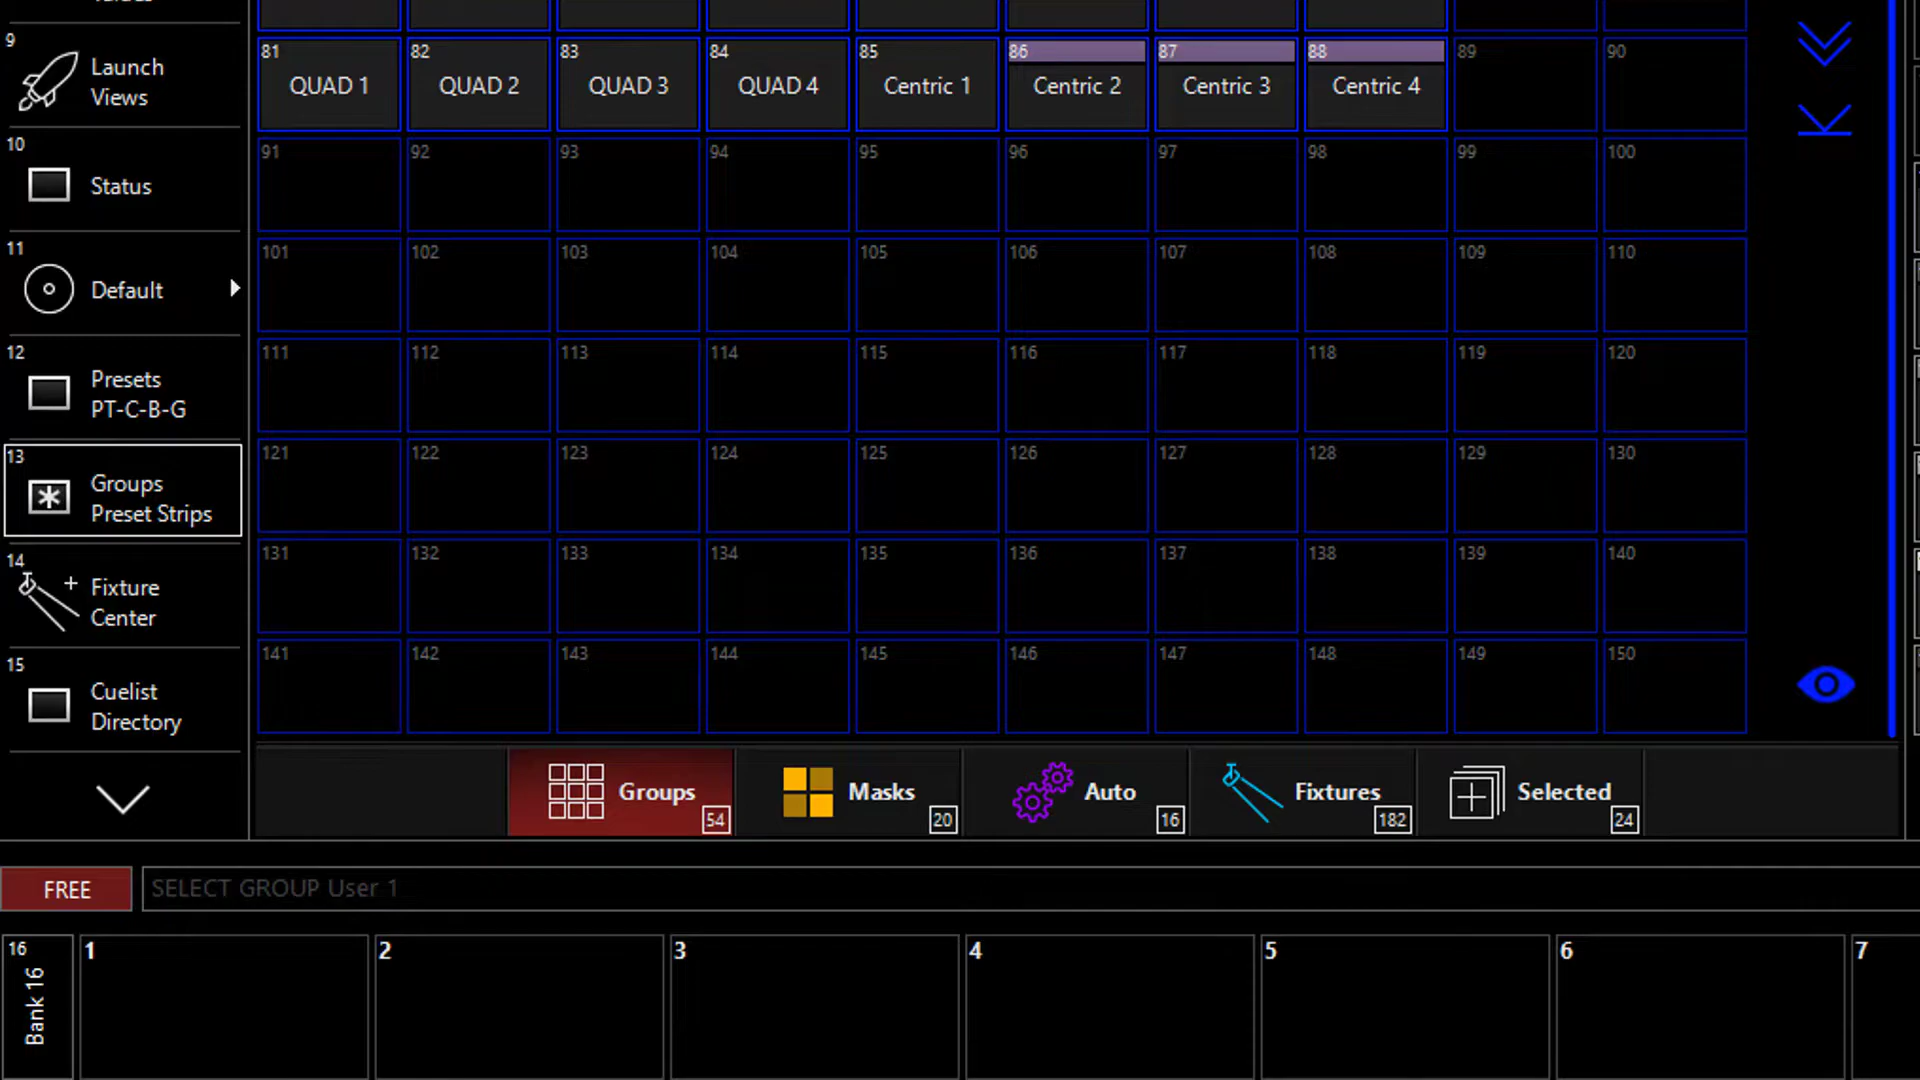 9
Launch
Views
10
Status
11
Default
12
Presets
PT-C-B-G
13
Groups
Preset Strips
14
Fixture
Center
15
Cuelist
Directory
81 82 83 84 85 86 87 88 89 90
QUAD 1 QUAD 2 QUAD 3 QUAD 4 Centric 1 Centric 2 Centric 3 Centric 4
91 92 93 94 95 96 97 98 99 100
101 102 103 104 105 106 107 108 109 110
111 112 113 114 115 116 117 118 119 120
121 122 123 124 125 126 127 128 129 130
131 132 133 134 135 136 137 138 139 140
141 142 143 144 145 146 147 148 149 150
Groups 54 Masks 20 Auto 16 Fixtures 182 Selected 24
FREE SELECT GROUP User 1
16 1 2 3 4 5 6 7
Bank 16